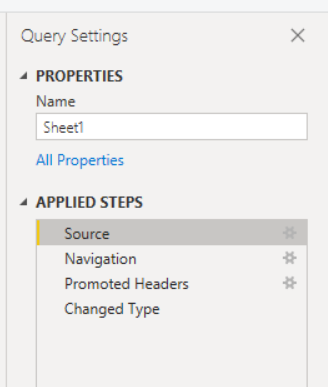 Query Settings
PROPERTIES
Name
Sheet1
All Properties
APPLIED STEPS
Source
Navigation
Promoted Headers
Changed Type